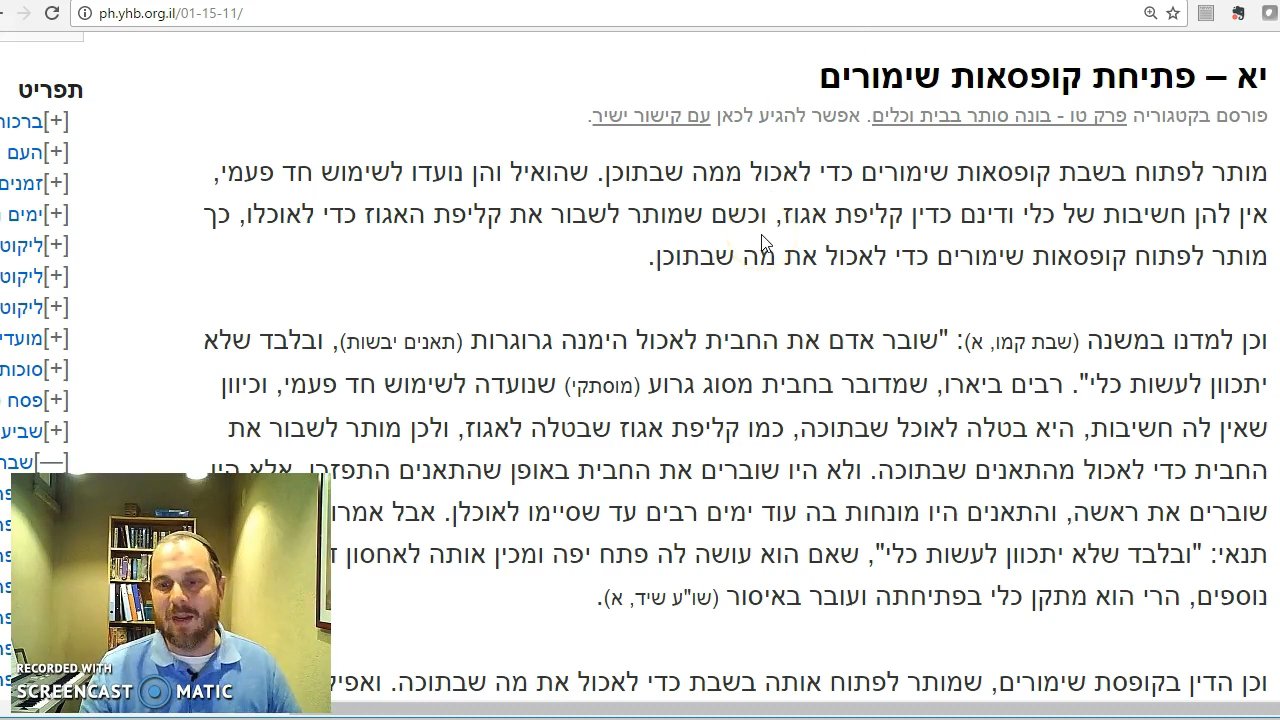 ph.yhb.org.il/01-15-11/
יא – פתיחת קופסאות שימורים
פורסם בקטגוריה פרק טו - בונה סותר בבית וכלים. אפשר להגיע לכאן עם קישור ישיר.
מותר לפתוח בשבת קופסאות שימורים כדי לאכול ממה שבתוכן. שהואיל והן נועדו לשימוש חד פעמי,
אין להן חשיבות של כלי ודינם כדין קליפת אגוז, וכשם שמותר לשבור את קליפת האגוז כדי לאוכלו, כך
מותר לפתוח קופסאות שימורים כדי לאכול את מה שבתוכן.
וכן למדנו במשנה (שבת קמו, א): "שובר אדם את החבית לאכול הימנה גרוגרות (תאנים יבשות), ובלבד שלא
יתכוון לעשות כלי". רבים ביארו, שמדובר בחבית מסוג גרוע (מוסתקי) שנועדה לשימוש חד פעמי, וכיוון
שאין לה חשיבות, היא בטלה לאוכל שבתוכה, כמו קליפת אגוז שבטלה לאגוז, ולכן מותר לשבור את
החבית כדי לאכול מהתאנים שבתוכה. ולא היו שוברים את החבית באופן שהתאנים התפזרו, אלא היו
שוברים את ראשה, והתאנים היו מונחות בה עוד ימים רבים עד שסיימו לאוכלן. אבל אמרו
תנאי: "ובלבד שלא יתכוון לעשות כלי", שאם הוא עושה לה פתח יפה ומכין אותה לאחסון
נוספים, הרי הוא מתקן כלי בפתיחתה ועובר באיסור (שו"ע שיד, א).
וכן הדין בקופסת שימורים, שמותר לפתוח אותה בשבת כדי לאכול את מה שבתוכה. ואפי
תפריט
[+]ברכו
[+]העם
[+]זמנים
[+]ימים
[+]ליקוט
[+]ליקוט
[+]ליקוט
[+]מועדי
[+]סוכות
[+]פסח
[+]שביע
[—]שבת
RECORDED WITH
SCREENCAST MATIC